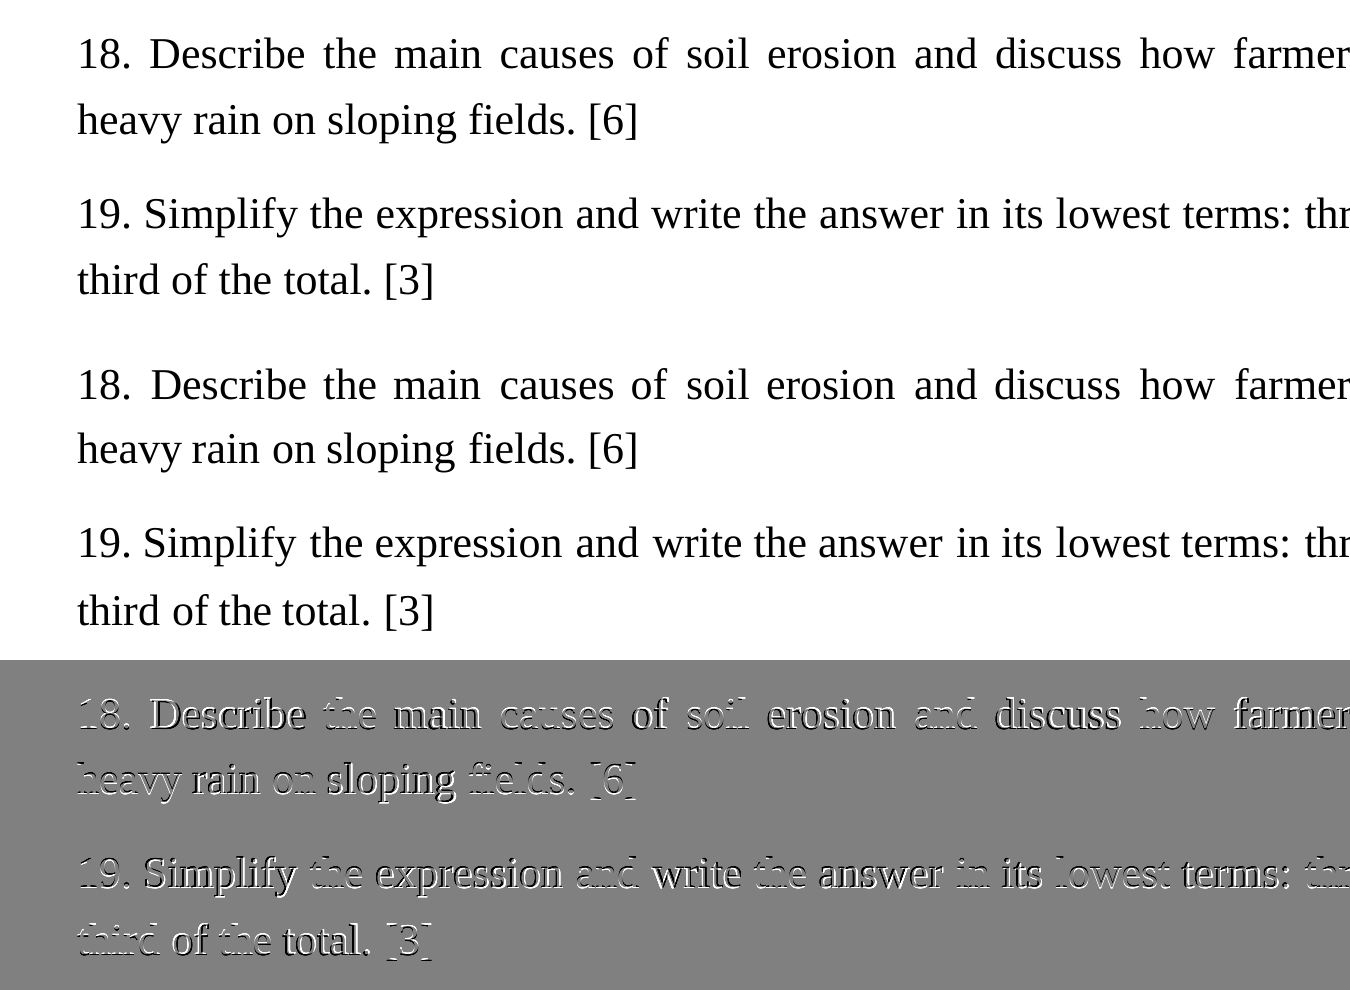 18. Describe the main causes of soil erosion and discuss how farmer
heavy rain on sloping fields. [6]
19. Simplify the expression and write the answer in its lowest terms: thr
third of the total. [3]
18. Describe the main causes of soil erosion and discuss how farmer
heavy rain on sloping fields. [6]
19. Simplify the expression and write the answer in its lowest terms: thr
third of the total. [3]
18. Describe the main causes of soil erosion and discuss how farmer
heavy rain on sloping fields. [6]
19. Simplify the expression and write the answer in its lowest terms: thr
third of the total. [3]